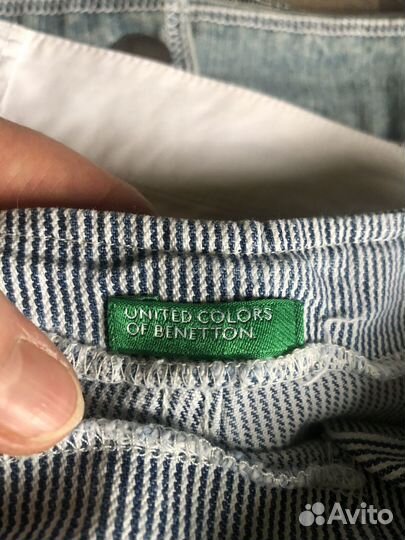 UNITED COLORS
OF BENETTON.
Avito